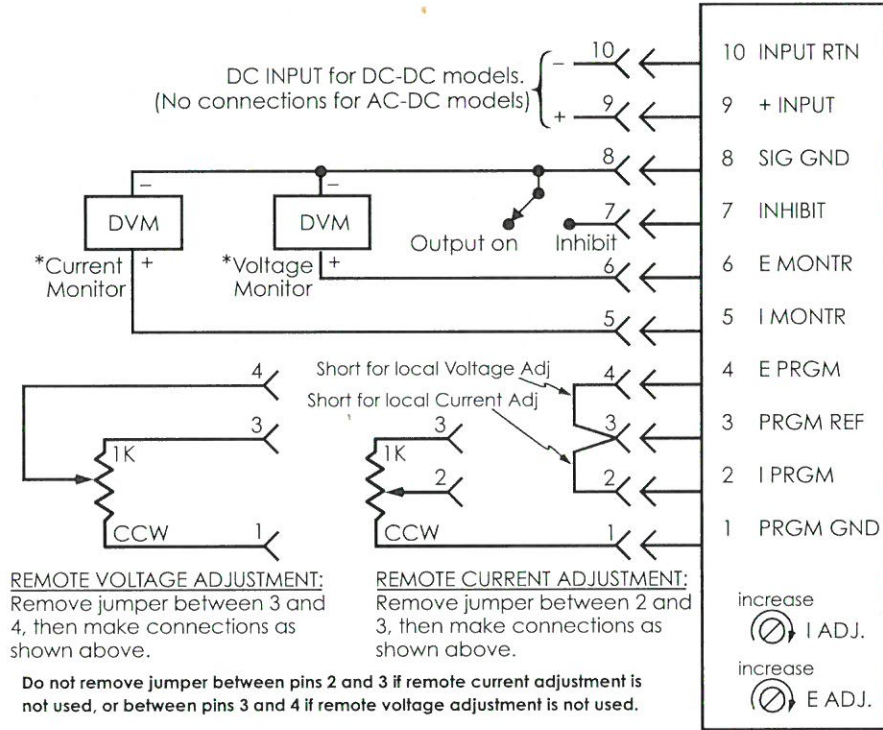 DC INPUT for DC-DC models.
(No connections for AC-DC models)
− 10
+ 9
8
7
Output on
Inhibit
6
5
− DVM +
*Current
Monitor
− DVM +
*Voltage
Monitor
10 INPUT RTN
9 + INPUT
8 SIG GND
7 INHIBIT
6 E MONTR
5 I MONTR
4 E PRGM
3 PRGM REF
2 I PRGM
1 PRGM GND
Short for local Voltage Adj
Short for local Current Adj
4
3
2
1
4
3
1K
CCW
1
3
1K
2
CCW
REMOTE VOLTAGE ADJUSTMENT:
Remove jumper between 3 and
4, then make connections as
shown above.
REMOTE CURRENT ADJUSTMENT:
Remove jumper between 2 and
3, then make connections as
shown above.
Do not remove jumper between pins 2 and 3 if remote current adjustment is
not used, or between pins 3 and 4 if remote voltage adjustment is not used.
increase
I ADJ.
increase
E ADJ.